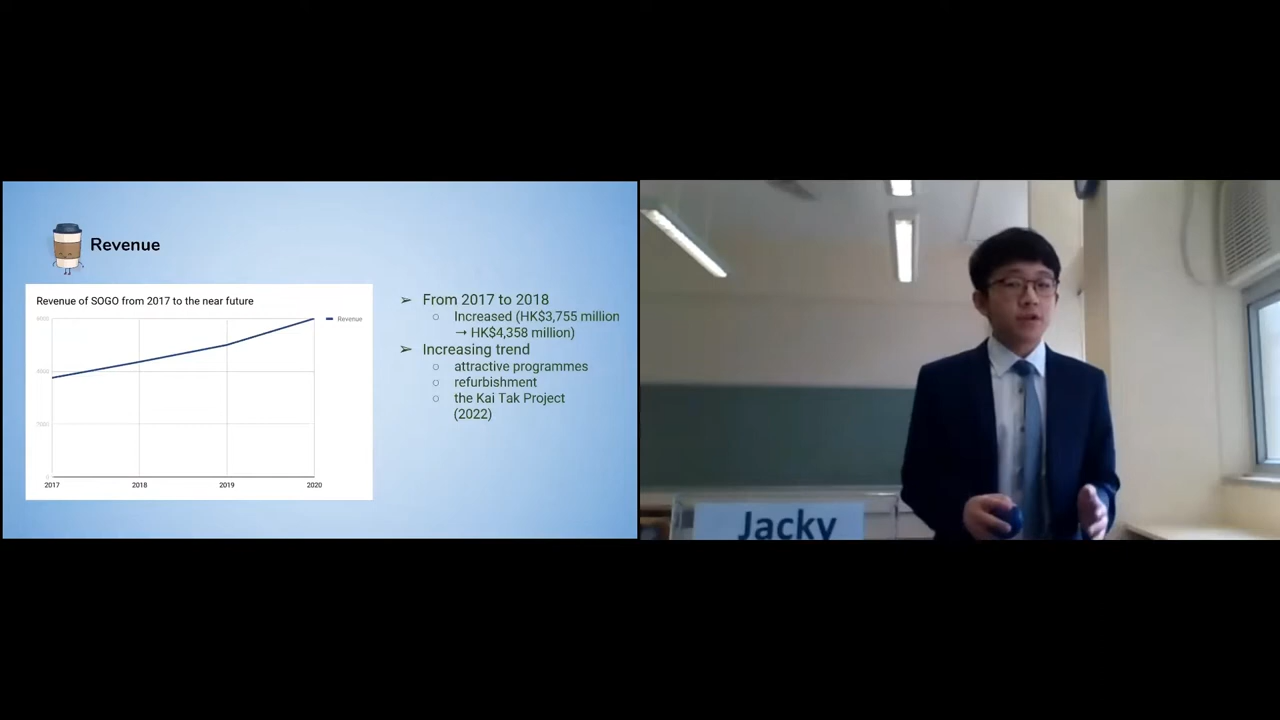 Revenue
Revenue of SOGO from 2017 to the near future
6000
Revenue
0
2017
2018
2019
2020
➢ From 2017 to 2018
○ Increased (HK$3,755 million
→ HK$4,358 million)
➢ Increasing trend
○ attractive programmes
○ refurbishment
○ the Kai Tak Project
(2022)
Jacky